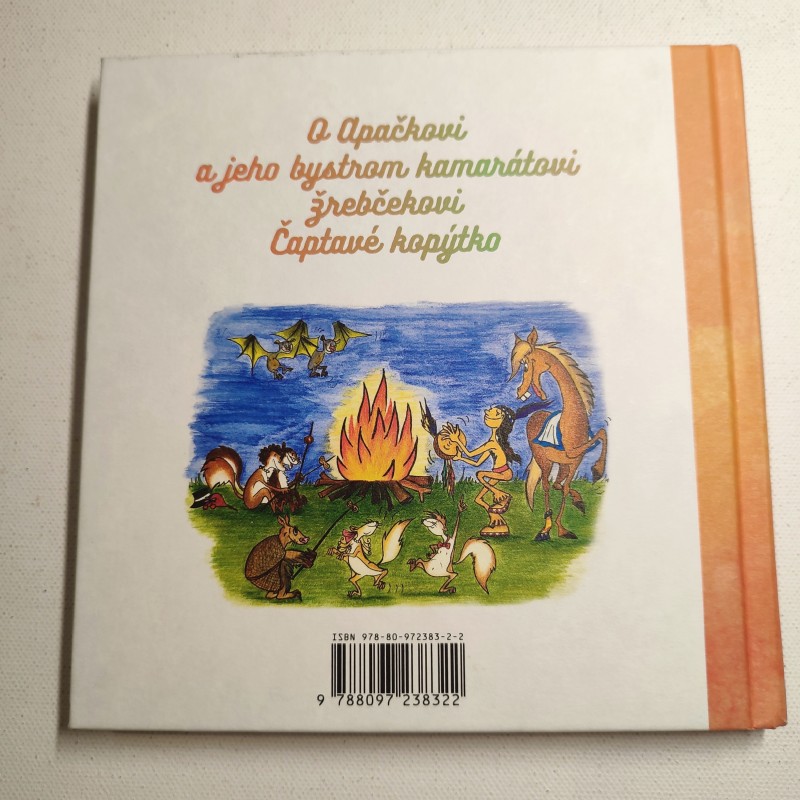 O Apačkovi
a jeho bystrom kamarátovi
žrebčekovi
Čaptavé kopýtko
ISBN 978-80-972383-2-2
9 788097 238322